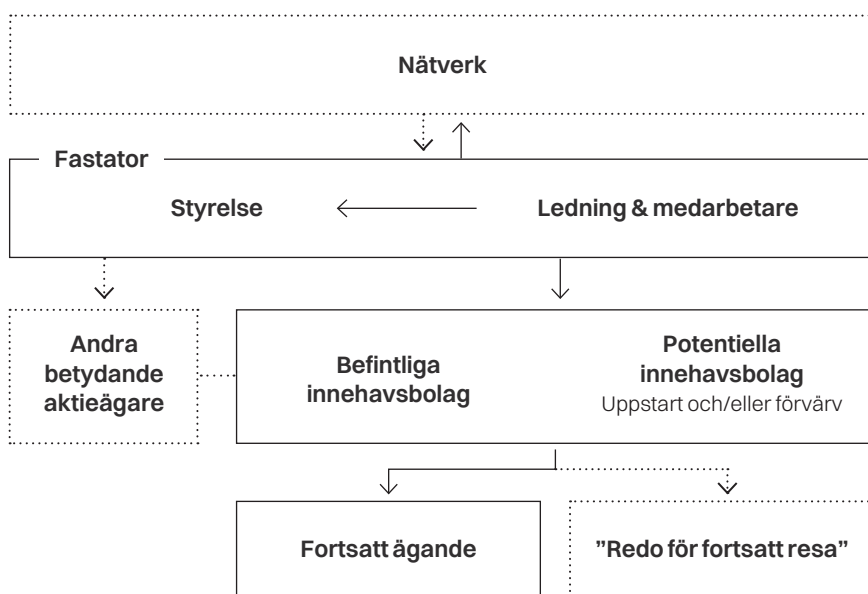 Nätverk
Fastator
Styrelse
Ledning & medarbetare
Andra
betydande
aktieägare
Befintliga
innehavsbolag
Potentiella
innehavsbolag
Uppstart och/eller förvärv
Fortsatt ägande
”Redo för fortsatt resa”